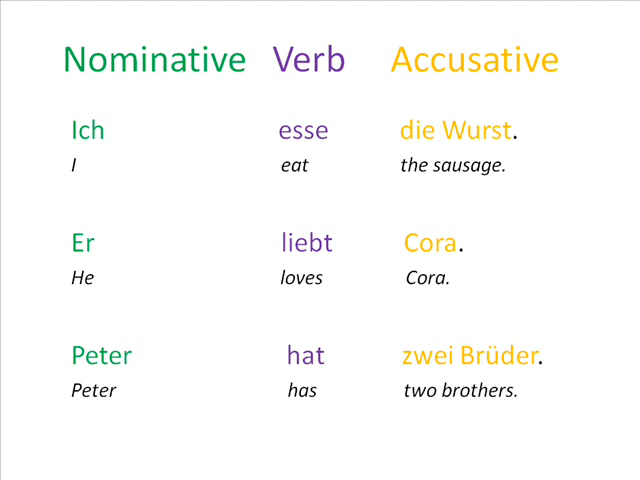 Nominative Verb Accusative
Ich esse die Wurst.
I eat the sausage.
Er liebt Cora.
He loves Cora.
Peter hat zwei Brüder.
Peter has two brothers.